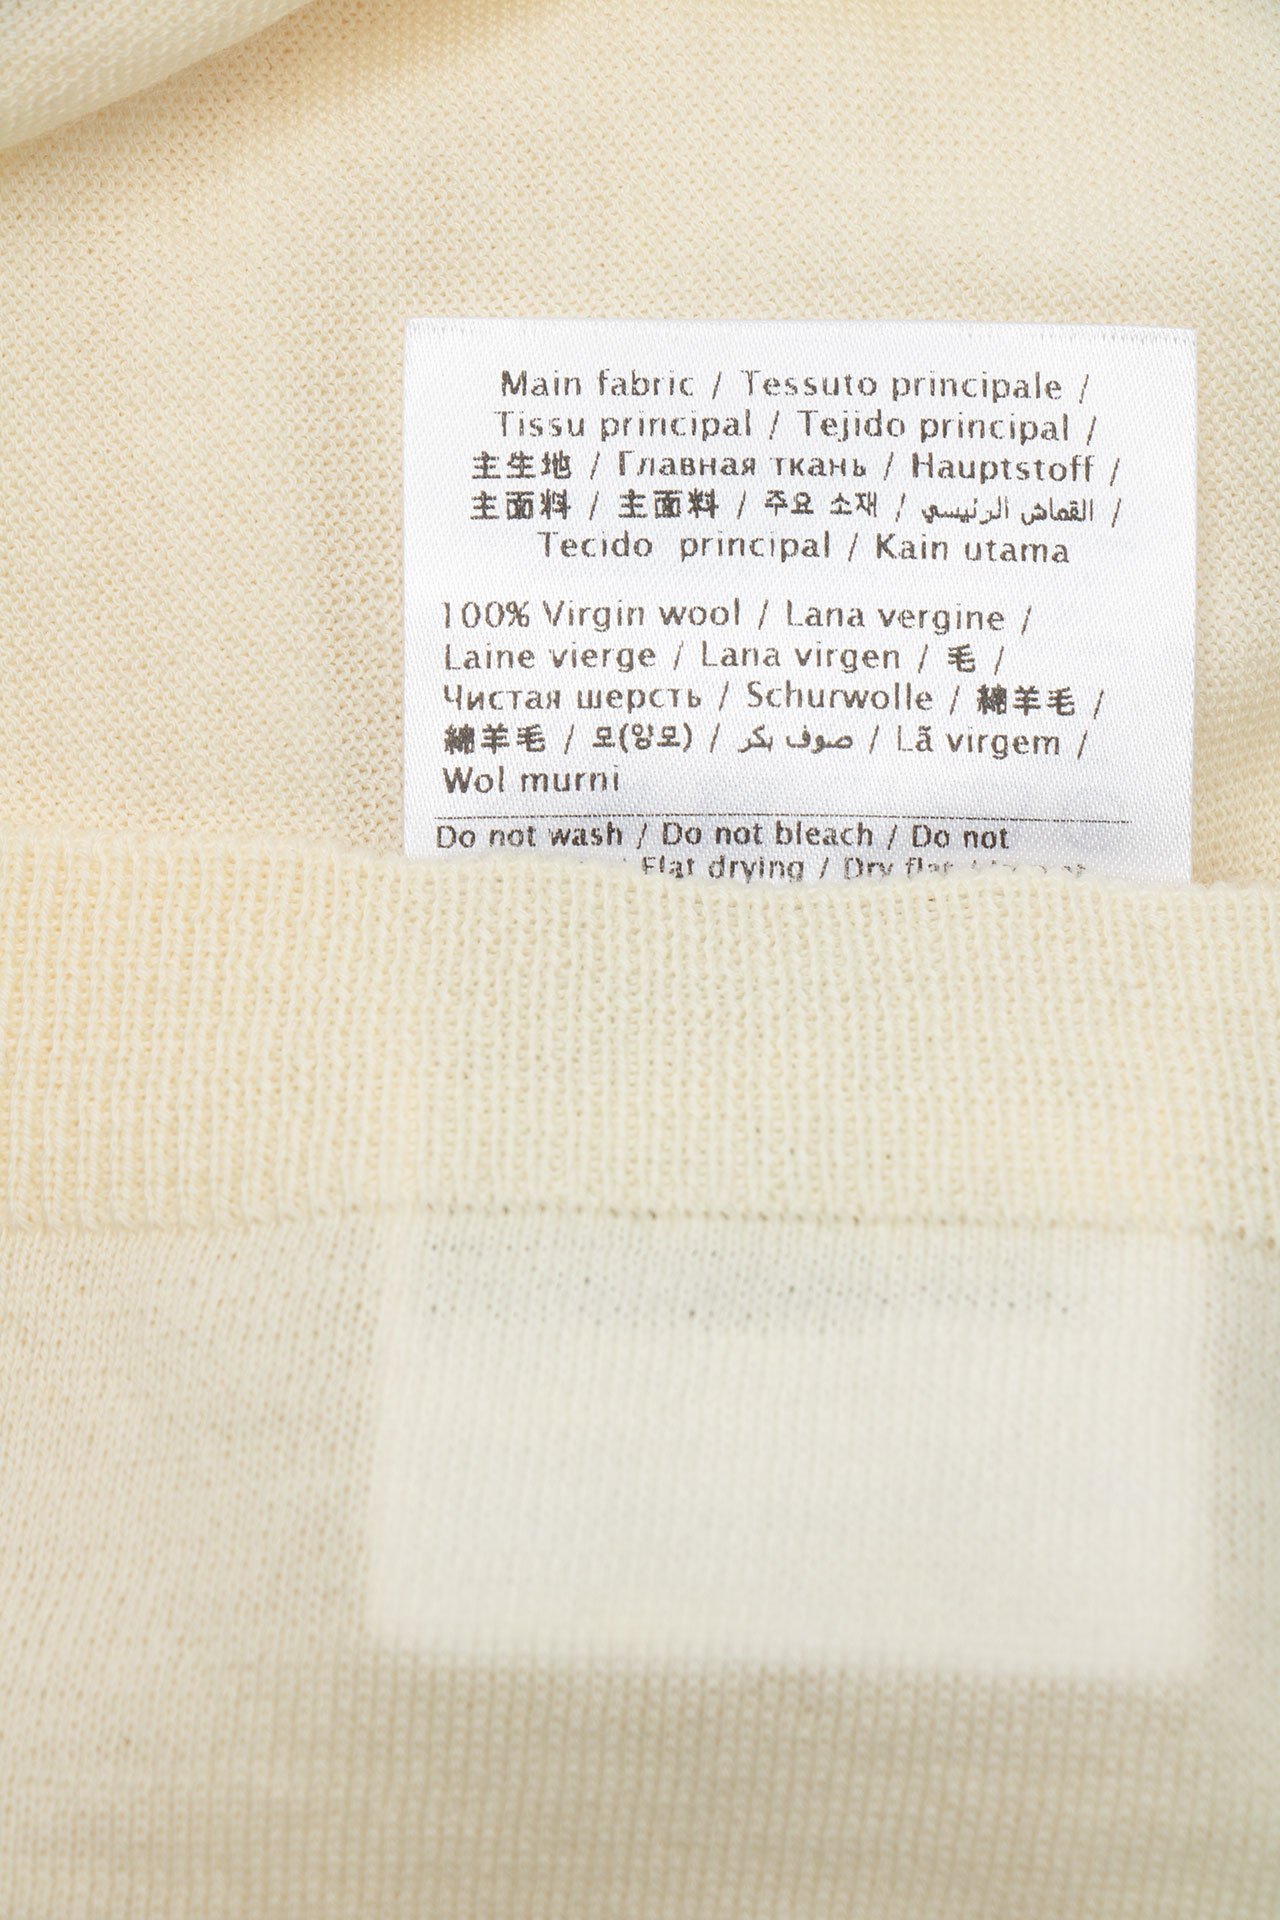 Main fabric / Tessuto principale /
Tissu principal / Tejido principal /
主生地 / Главная ткань / Hauptstoff /
主面料 / 主面料 / 주요 소재 / القماش الرئيسي /
Tecido principal / Kain utama
100% Virgin wool / Lana vergine /
Laine vierge / Lana virgen / 毛 /
Чистая шерсть / Schurwolle / 綿羊毛 /
綿羊毛 / 모(양모) / صوف بكر / Lã virgem /
Wol murni
Do not wash / Do not bleach / Do not
/ Flat drying / Dry flat /